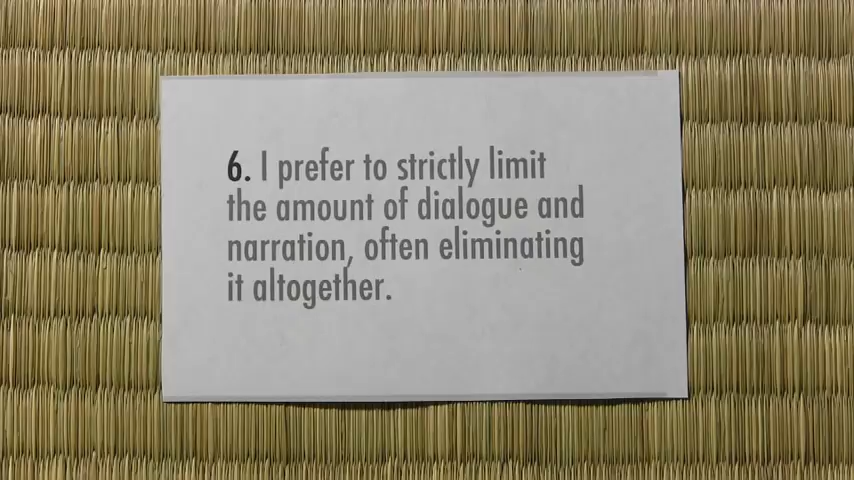 6. I prefer to strictly limit
the amount of dialogue and
narration, often eliminating
it altogether.